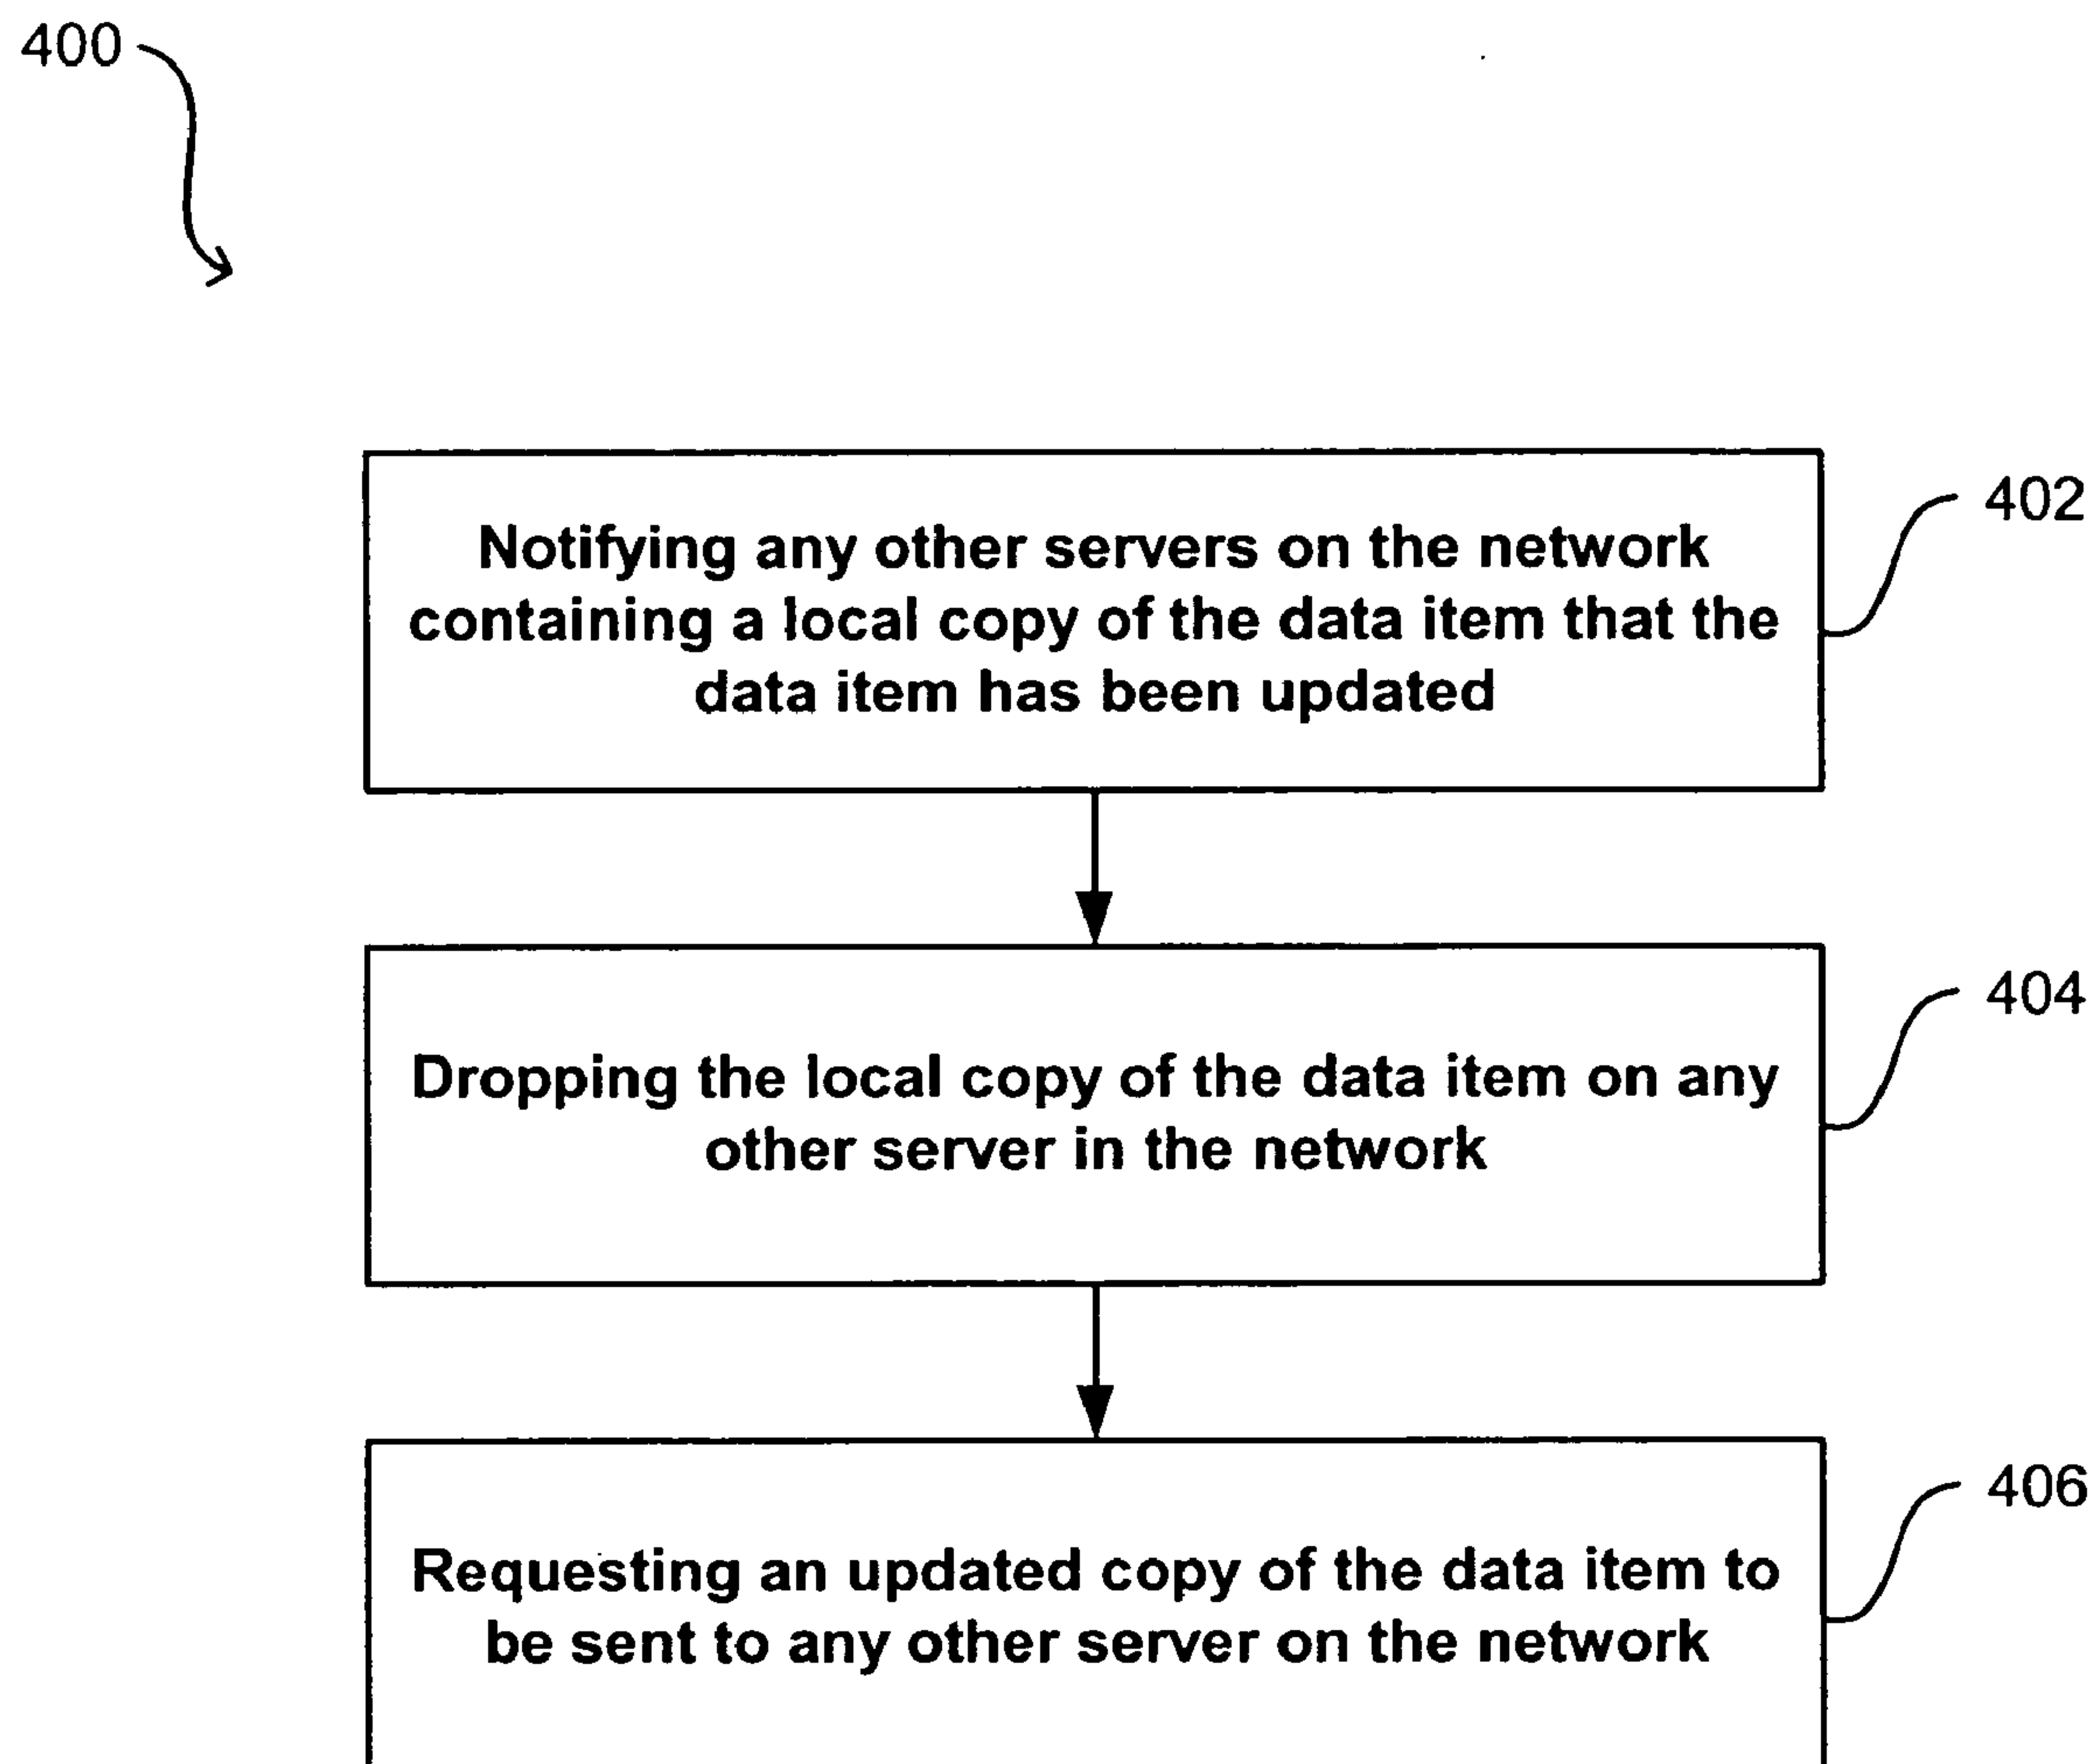 400
402
Notifying any other servers on the network
containing a local copy of the data item that the
data item has been updated
404
Dropping the local copy of the data item on any
other server in the network
406
Requesting an updated copy of the data item to
be sent to any other server on the network